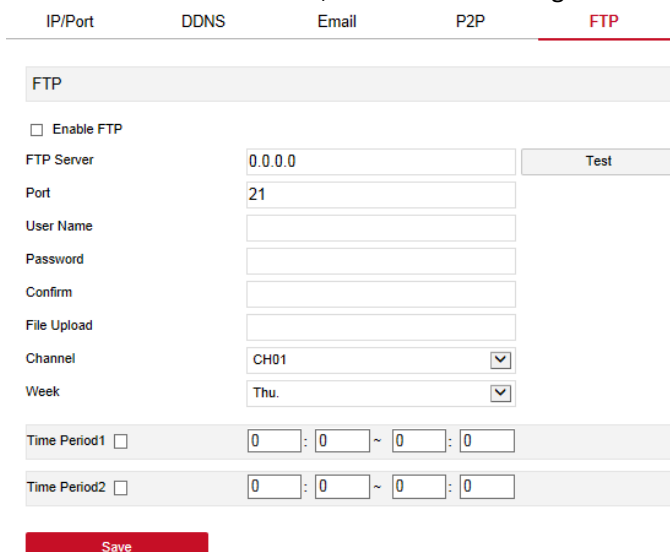 IP/Port DDNS Email P2P FTP
FTP
Enable FTP
FTP Server 0.0.0.0 Test
Port 21
User Name
Password
Confirm
File Upload
Channel CH01
Week Thu.
Time Period1 0 : 0 ~ 0 : 0
Time Period2 0 : 0 ~ 0 : 0
Save